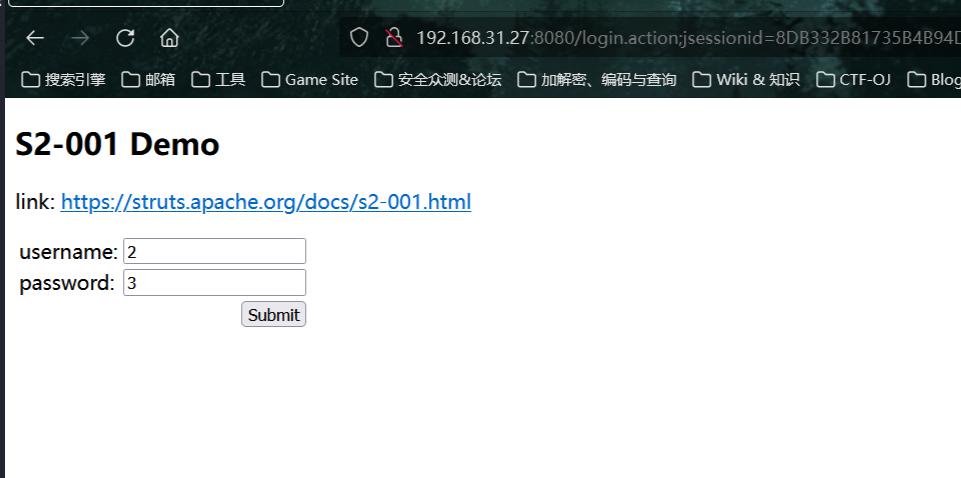 192.168.31.27:8080/login.action;jsessionid=8DB332B81735B4B94D
搜索引擎 邮箱 工具 Game Site 安全众测&论坛 加解密、编码与查询 Wiki & 知识 CTF-OJ Blog
S2-001 Demo
link: https://struts.apache.org/docs/s2-001.html
username: 2
password: 3
Submit